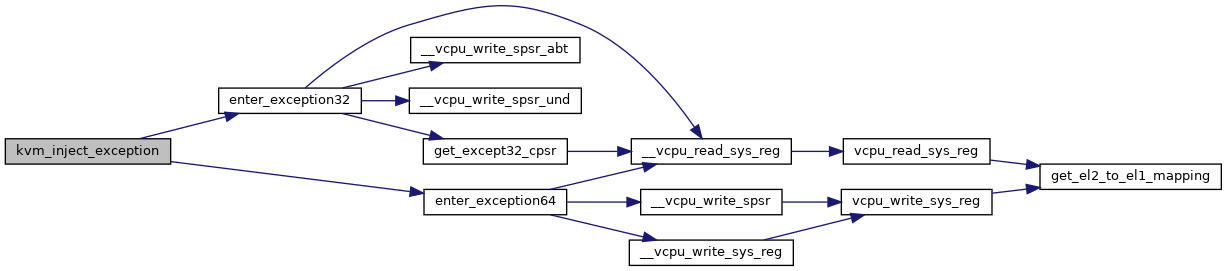 kvm_inject_exception
enter_exception32
enter_exception64
__vcpu_write_spsr_abt
__vcpu_write_spsr_und
get_except32_cpsr
__vcpu_read_sys_reg
__vcpu_write_spsr
__vcpu_write_sys_reg
vcpu_read_sys_reg
vcpu_write_sys_reg
get_el2_to_el1_mapping